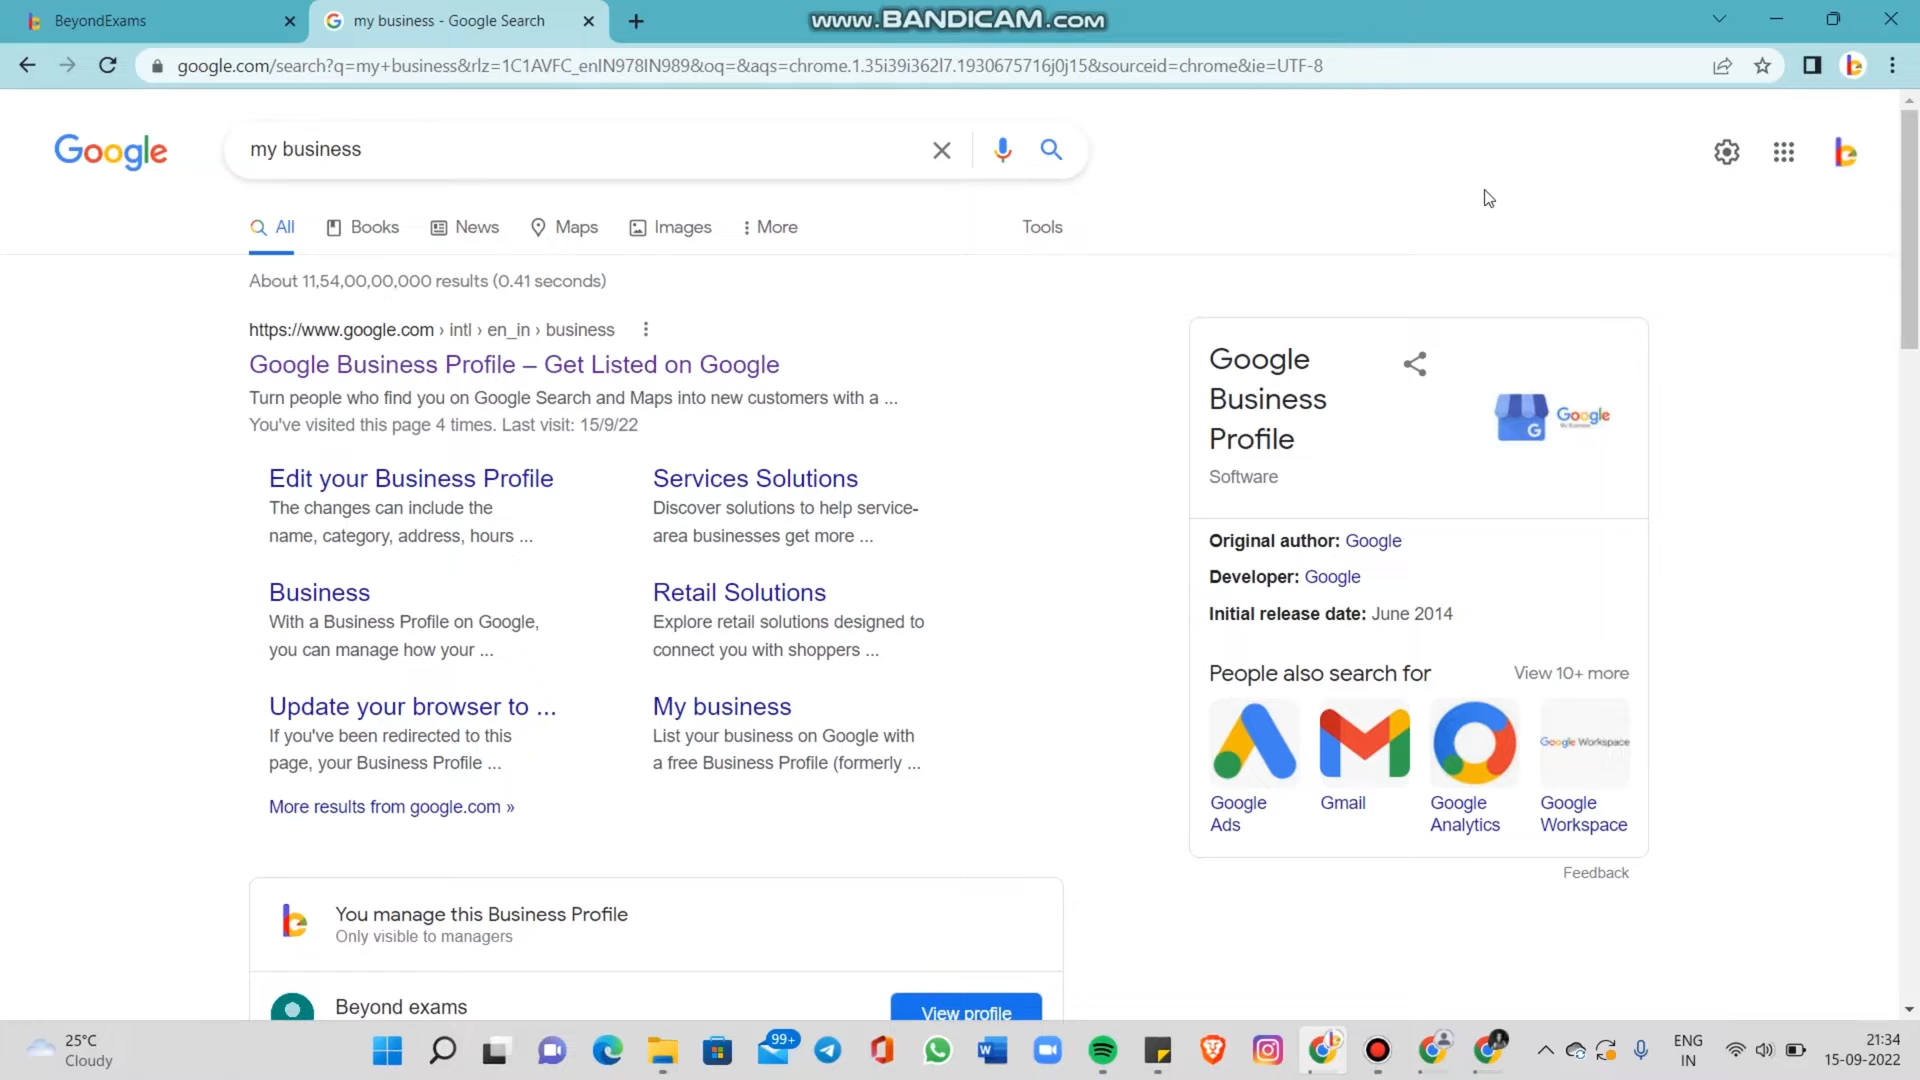 BeyondExams
my business - Google Search
www.BANDICAM.com
google.com/search?q=my+business&rlz=1C1AVFC_enIN978IN989&oq=&aqs=chrome.1.35i39i362l7.1930675716j0j15&sourceid=chrome&ie=UTF-8
Google
my business
All
Books
News
Maps
Images
More
Tools
About 11,54,00,00,000 results (0.41 seconds)
https://www.google.com › intl › en_in › business
Google Business Profile – Get Listed on Google
Turn people who find you on Google Search and Maps into new customers with a ...
You've visited this page 4 times. Last visit: 15/9/22
Edit your Business Profile
The changes can include the
name, category, address, hours ...
Services Solutions
Discover solutions to help service-
area businesses get more ...
Business
With a Business Profile on Google,
you can manage how your ...
Retail Solutions
Explore retail solutions designed to
connect you with shoppers ...
Update your browser to ...
If you've been redirected to this
page, your Business Profile ...
My business
List your business on Google with
a free Business Profile (formerly ...
More results from google.com »
You manage this Business Profile
Only visible to managers
Beyond exams
View profile
Google
Business
Profile
Software
Google
Original author: Google
Developer: Google
Initial release date: June 2014
People also search for
View 10+ more
Google Workspace
Google
Ads
Gmail
Google
Analytics
Google
Workspace
Feedback
25°C
Cloudy
99+
ENG
IN
21:34
15-09-2022